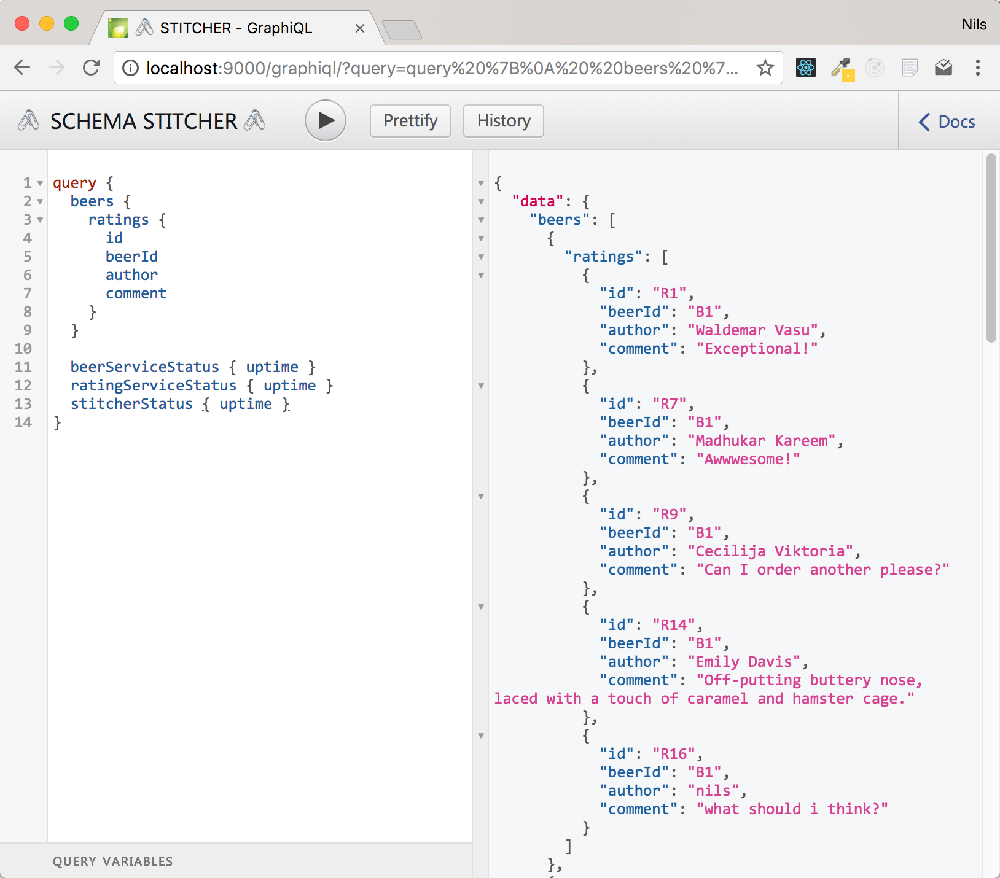 STITCHER - GraphiQL
Nils
localhost:9000/graphiql/?query=query%20%7B%0A%20%20beers%20%7...
SCHEMA STITCHER
Prettify
History
Docs
1 query {
2   beers {
3     ratings {
4       id
5       beerId
6       author
7       comment
8     }
9   }
10
11   beerServiceStatus { uptime }
12   ratingServiceStatus { uptime }
13   stitcherStatus { uptime }
14 }
QUERY VARIABLES
{
  "data": {
    "beers": [
      {
        "ratings": [
          {
            "id": "R1",
            "beerId": "B1",
            "author": "Waldemar Vasu",
            "comment": "Exceptional!"
          },
          {
            "id": "R7",
            "beerId": "B1",
            "author": "Madhukar Kareem",
            "comment": "Awwwesome!"
          },
          {
            "id": "R9",
            "beerId": "B1",
            "author": "Cecilija Viktoria",
            "comment": "Can I order another please?"
          },
          {
            "id": "R14",
            "beerId": "B1",
            "author": "Emily Davis",
            "comment": "Off-putting buttery nose,
laced with a touch of caramel and hamster cage."
          },
          {
            "id": "R16",
            "beerId": "B1",
            "author": "nils",
            "comment": "what should i think?"
          }
        ]
      },